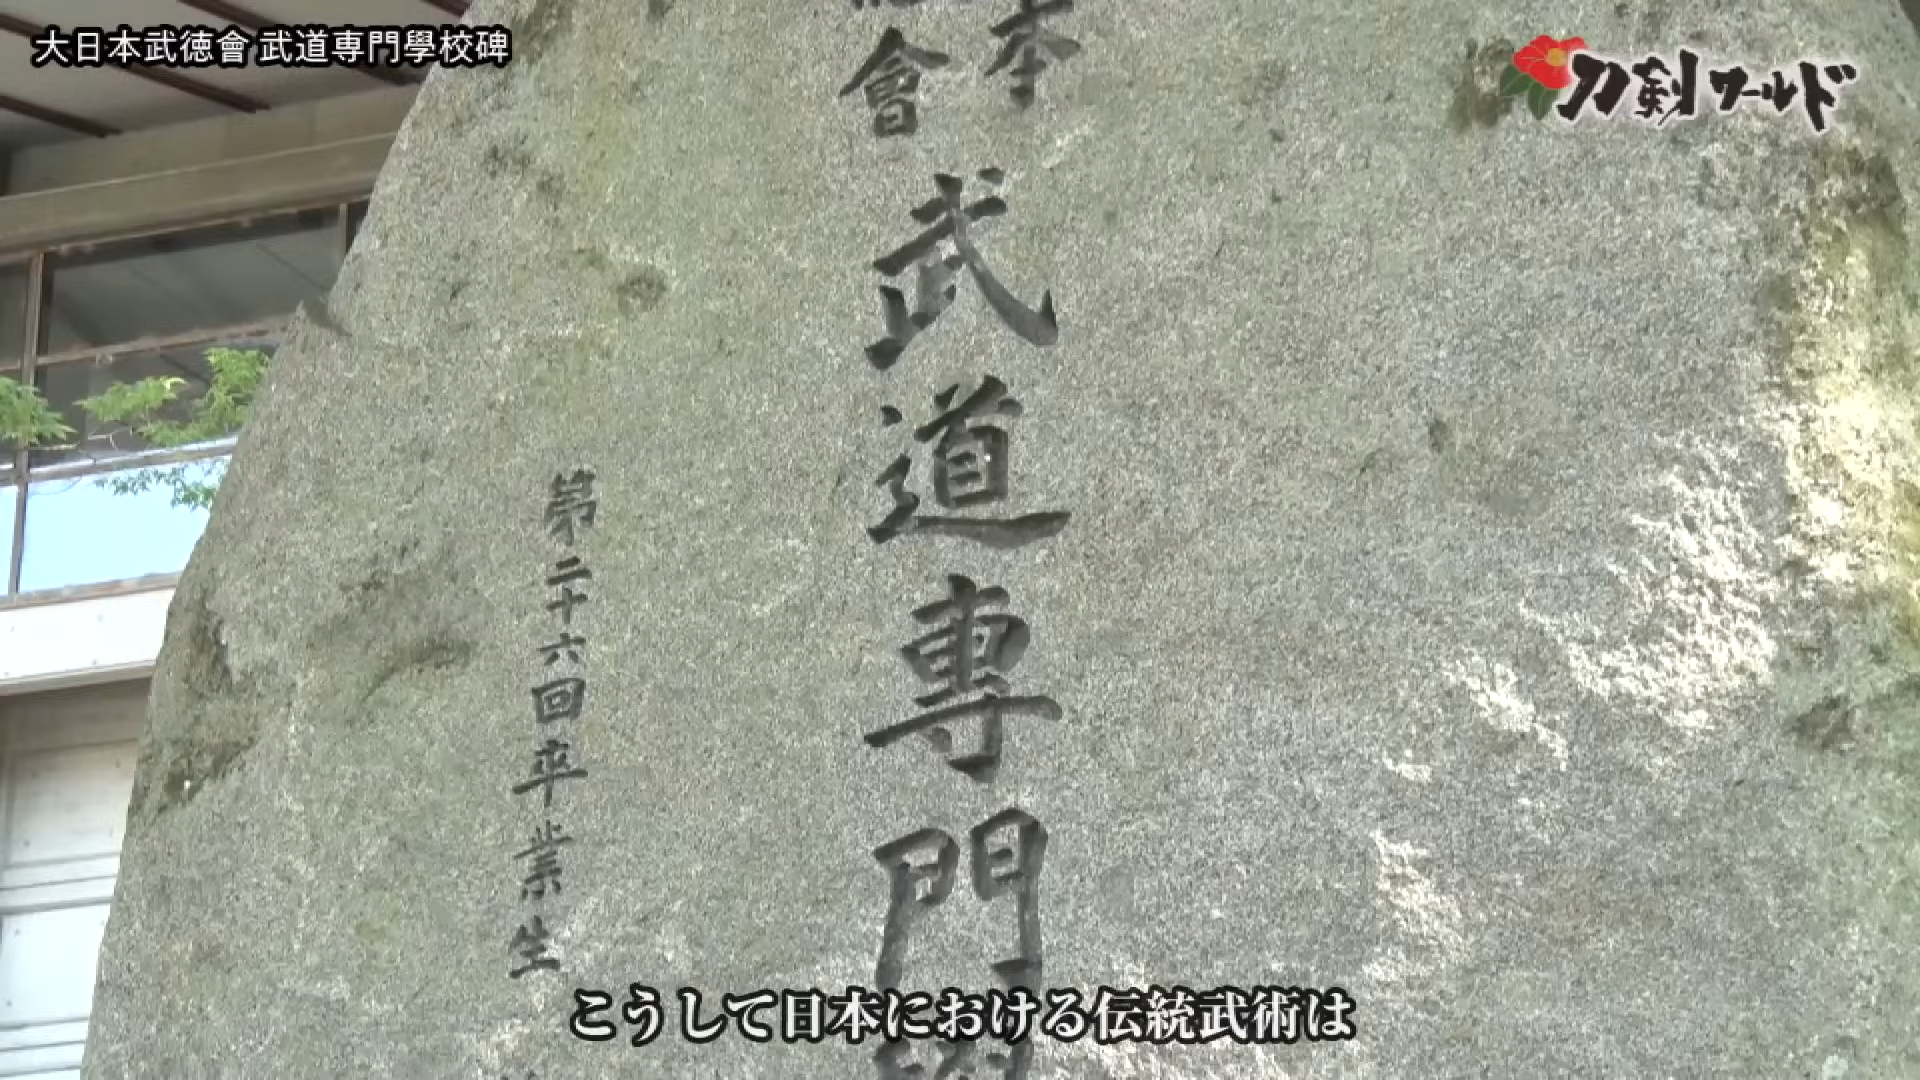 大日本武徳會 武道専門學校碑
刀剣ワールド
本
會
武道專門
第二十六回卒業生
こうして日本における伝統武術は